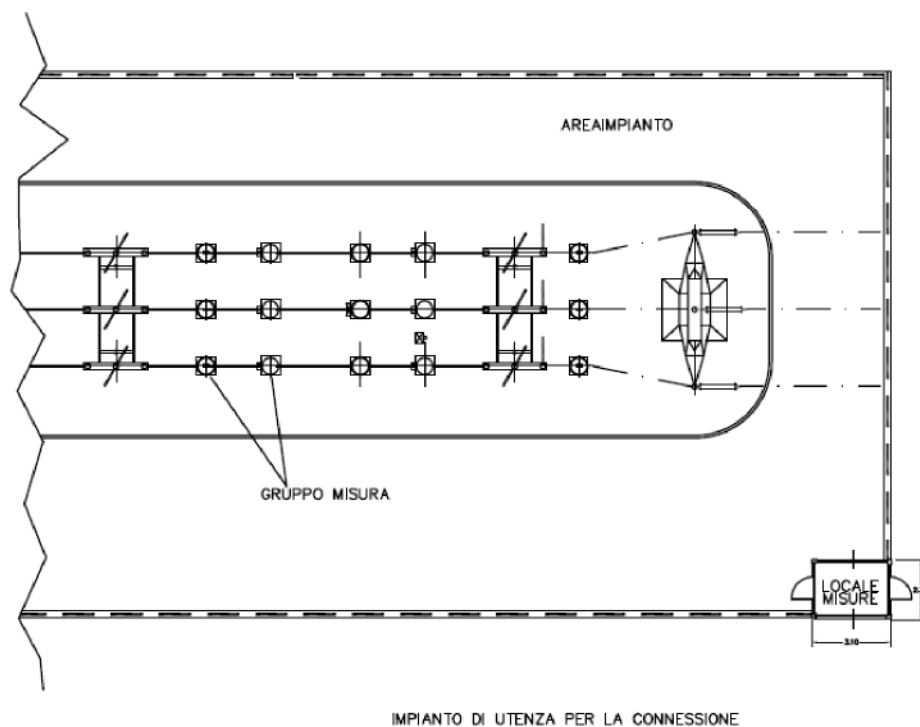 AREAIMPIANTO
GRUPPO MISURA
LOCALE
MISURE
IMPIANTO DI UTENZA PER LA CONNESSIONE